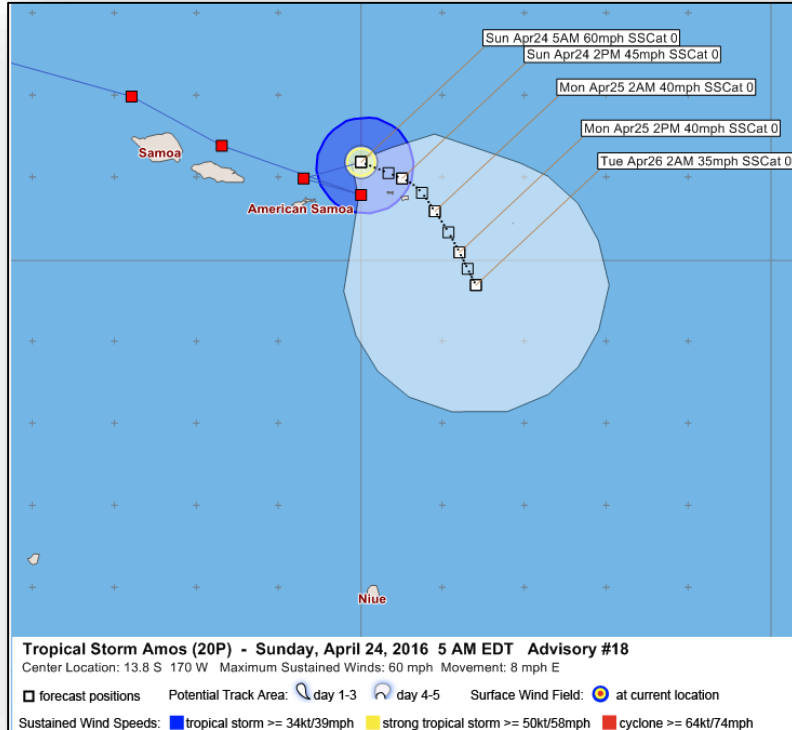 Sun Apr24 5AM 60mph SSCat 0
Sun Apr24 2PM 45mph SSCat 0
Mon Apr25 2AM 40mph SSCat 0
Mon Apr25 2PM 40mph SSCat 0
Tue Apr26 2AM 35mph SSCat 0
Samoa
American Samoa
Niue
Tropical Storm Amos (20P) - Sunday, April 24, 2016 5 AM EDT Advisory #18
Center Location: 13.8 S 170 W Maximum Sustained Winds: 60 mph Movement: 8 mph E
forecast positions Potential Track Area: day 1-3 day 4-5 Surface Wind Field: at current location
Sustained Wind Speeds: tropical storm >= 34kt/39mph strong tropical storm >= 50kt/58mph cyclone >= 64kt/74mph